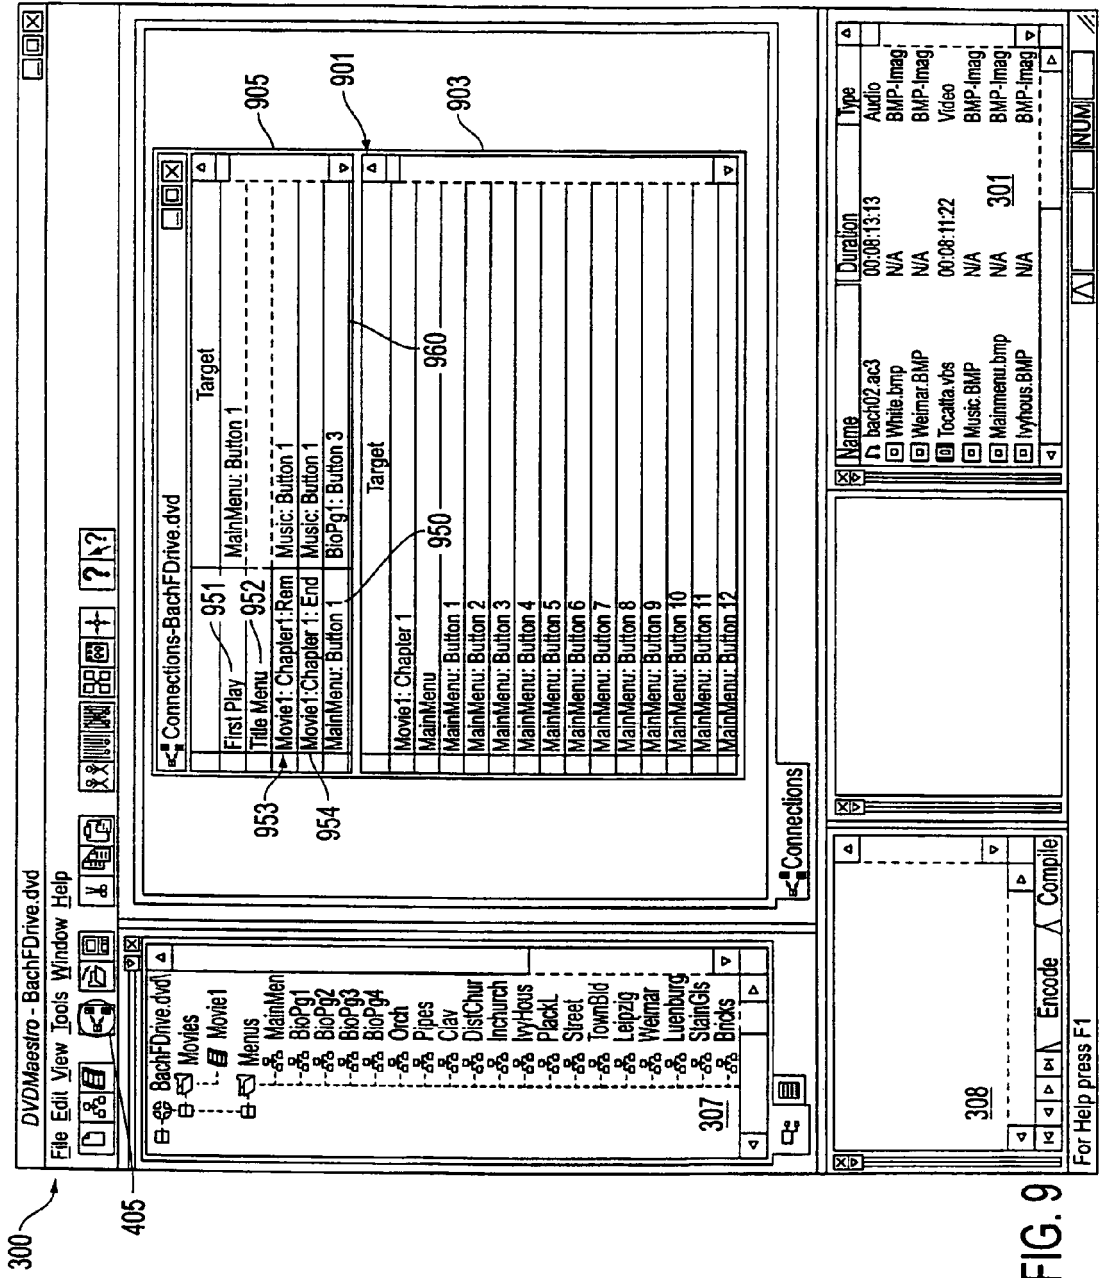 300
DVDMaestro - BachFDrive.dvd
File Edit View Tools Window Help
405
BachFDrive.dvd\
Movies
Movie1
Menus
MainMen
BioPg1
BioPg2
BioPg3
BioPg4
Orch
Pipes
Clav
DistChur
Inchurch
IvyHous
PlackL
Street
TownBld
Leipzig
Weimar
Luenburg
StainGls
Bricks
307
Connections-BachFDrive.dvd
905
901
903
951
952
953
954
Target
First Play MainMenu: Button 1
Title Menu
Movie1: Chapter1:Rem Music: Button 1
Movie1:Chapter 1: End Music: Button 1
MainMenu: Button 1 BioPg1: Button 3
960
950
Target
Movie1: Chapter 1
MainMenu
MainMenu: Button 1
MainMenu: Button 2
MainMenu: Button 3
MainMenu: Button 4
MainMenu: Button 5
MainMenu: Button 6
MainMenu: Button 7
MainMenu: Button 8
MainMenu: Button 9
MainMenu: Button 10
MainMenu: Button 11
MainMenu: Button 12
Connections
308
Encode Compile
Name Duration Type
bach02.ac3 00:08:13:13 Audio
White.bmp N/A BMP-Imag
Weimar.BMP N/A BMP-Imag
Tocatta.vbs 00:08:11:22 Video
Music.BMP N/A BMP-Imag
Mainmenu.bmp N/A BMP-Imag
Ivyhous.BMP N/A BMP-Imag
301
For Help press F1
NUM
FIG. 9